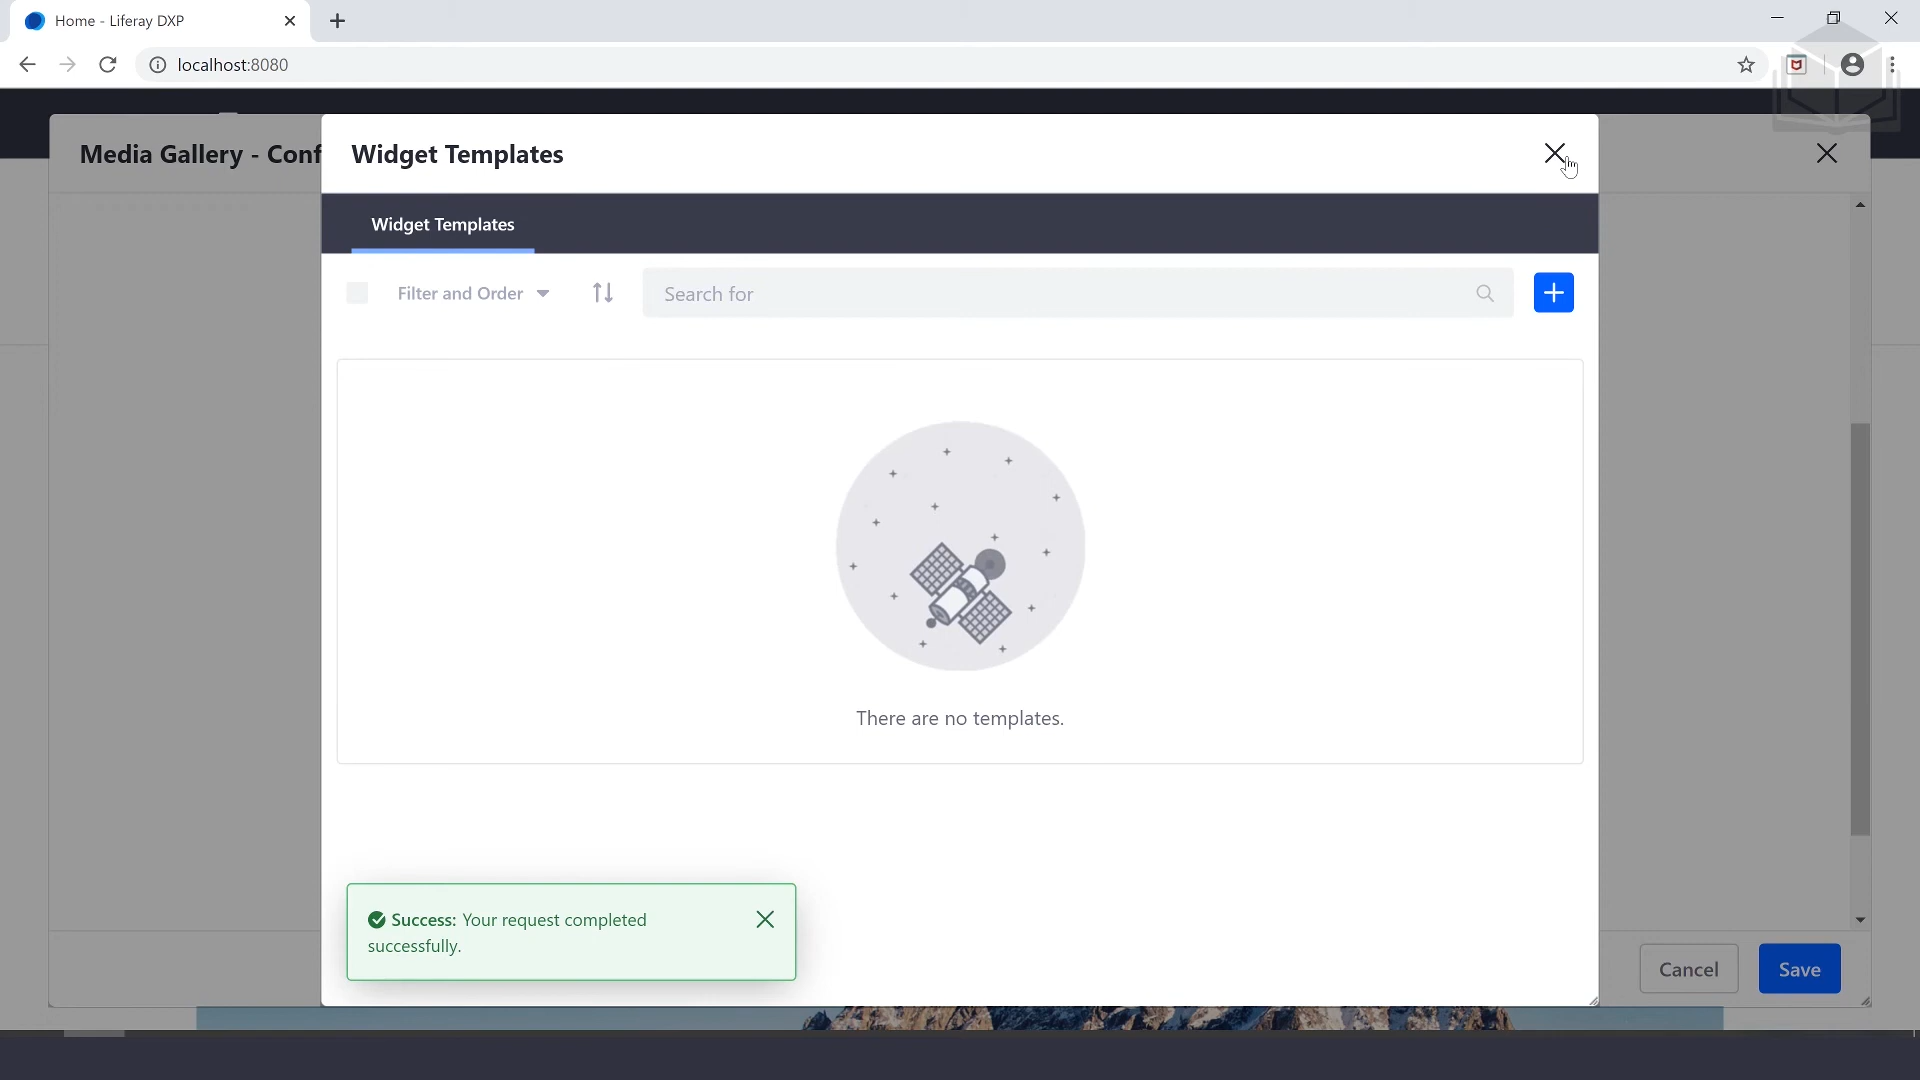 Home - Liferay DXP
localhost:8080
Media Gallery - Conf
Widget Templates
Widget Templates
Filter and Order
Search for
There are no templates.
Success: Your request completed
successfully.
Cancel
Save